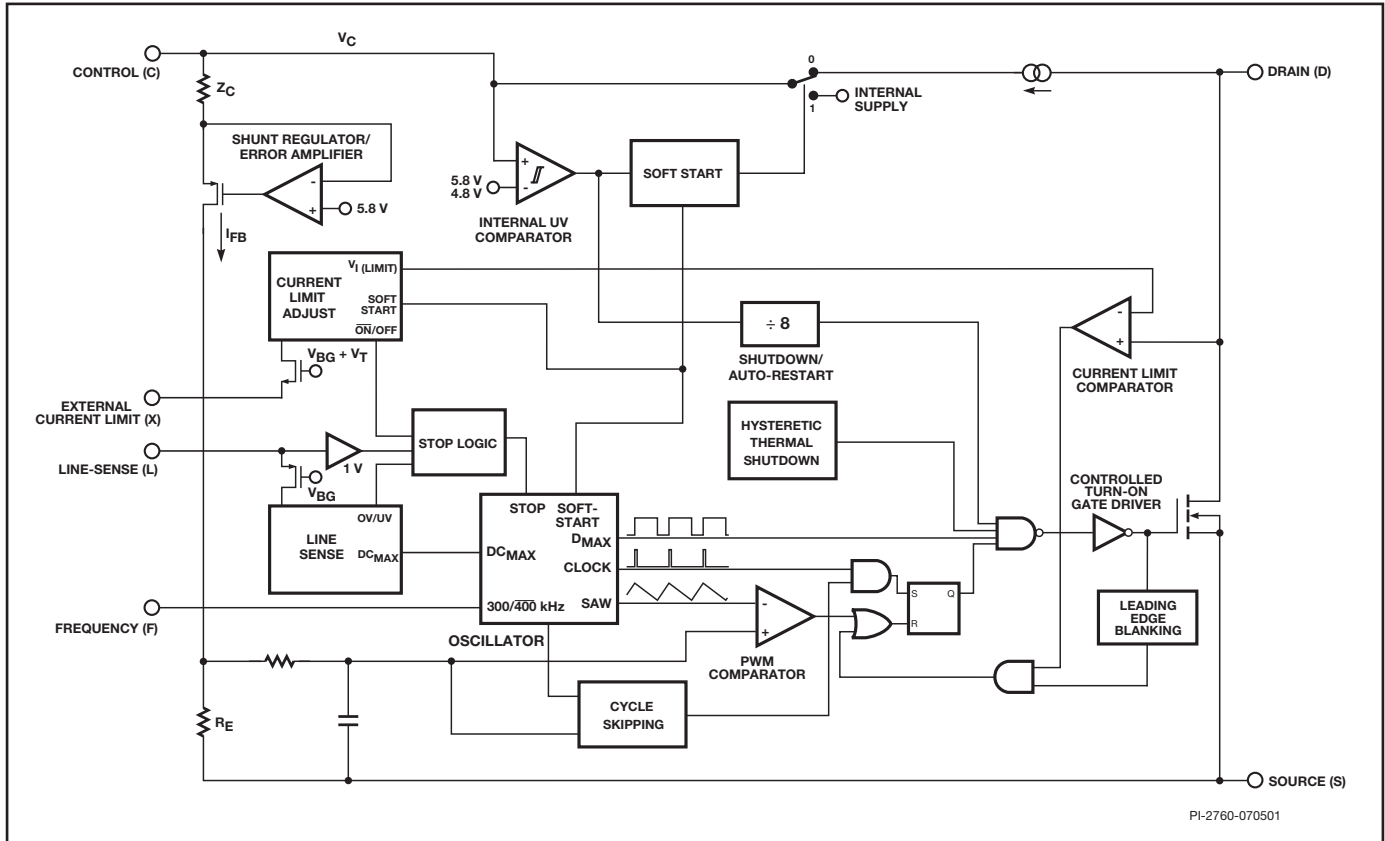 V_C
0
CONTROL (C)
DRAIN (D)
Z_C
1
INTERNAL
SUPPLY
SHUNT REGULATOR/
ERROR AMPLIFIER
-
+
5.8 V
I_FB
+
-
5.8 V
4.8 V
INTERNAL UV
COMPARATOR
SOFT START
CURRENT
LIMIT
ADJUST
V_I (LIMIT)
SOFT
START
O̅N̅/OFF
V_BG + V_T
÷ 8
SHUTDOWN/
AUTO-RESTART
-
+
CURRENT LIMIT
COMPARATOR
EXTERNAL
CURRENT LIMIT (X)
LINE-SENSE (L)
1 V
V_BG
STOP LOGIC
HYSTERETIC
THERMAL
SHUTDOWN
CONTROLLED
TURN-ON
GATE DRIVER
OV/UV
LINE
SENSE
DC_MAX
STOP
SOFT-
START
DC_MAX
D_MAX
CLOCK
SAW
300/4̅0̅0̅ kHz
OSCILLATOR
FREQUENCY (F)
-
+
PWM
COMPARATOR
S
Q
R
LEADING
EDGE
BLANKING
CYCLE
SKIPPING
R_E
SOURCE (S)
PI-2760-070501